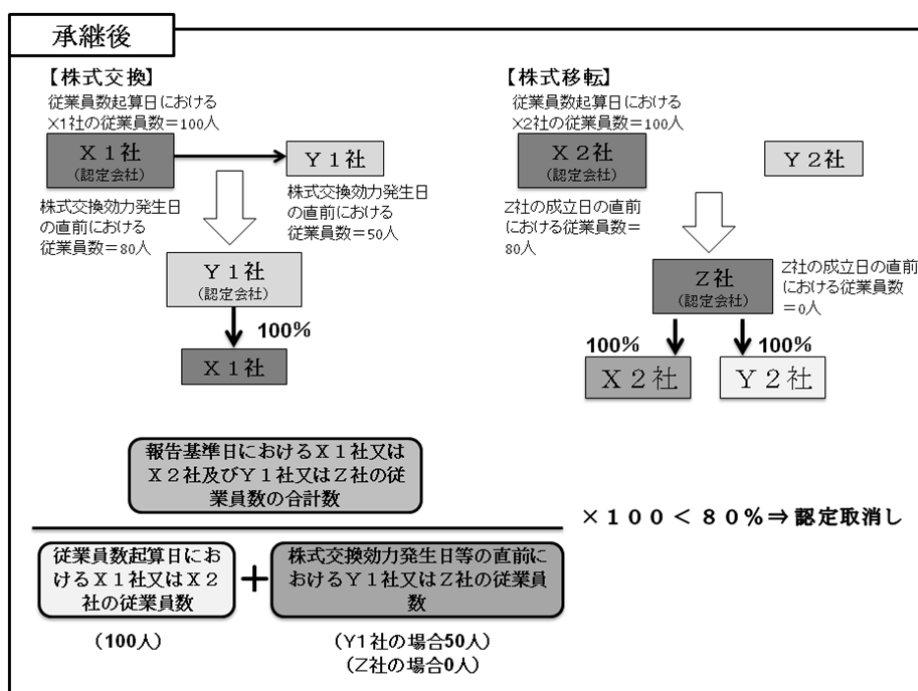 承継後
【株式交換】
従業員数起算日における
X1社の従業員数＝100人
X１社
(認定会社)
Y１社
株式交換効力発生日
の直前における
従業員数＝80人
株式交換効力発生日
の直前における
従業員数＝50人
Y１社
(認定会社)
100%
X１社
【株式移転】
従業員数起算日における
X2社の従業員数＝100人
X２社
(認定会社)
Y２社
Z社の成立日の直前
における従業員数＝
80人
Z社
(認定会社)
Z社の成立日の直前
における従業員数
＝0人
100%
100%
X２社
Y２社
報告基準日におけるX１社又は
X２社及びY１社又はZ社の従
業員数の合計数
×１００＜８０％⇒認定取消し
従業員数起算日にお
けるX１社又はX２
社の従業員数
＋
株式交換効力発生日等の直前に
おけるY１社又はZ社の従業員
数
（100人）
（Y1社の場合50人）
（Z社の場合0人）